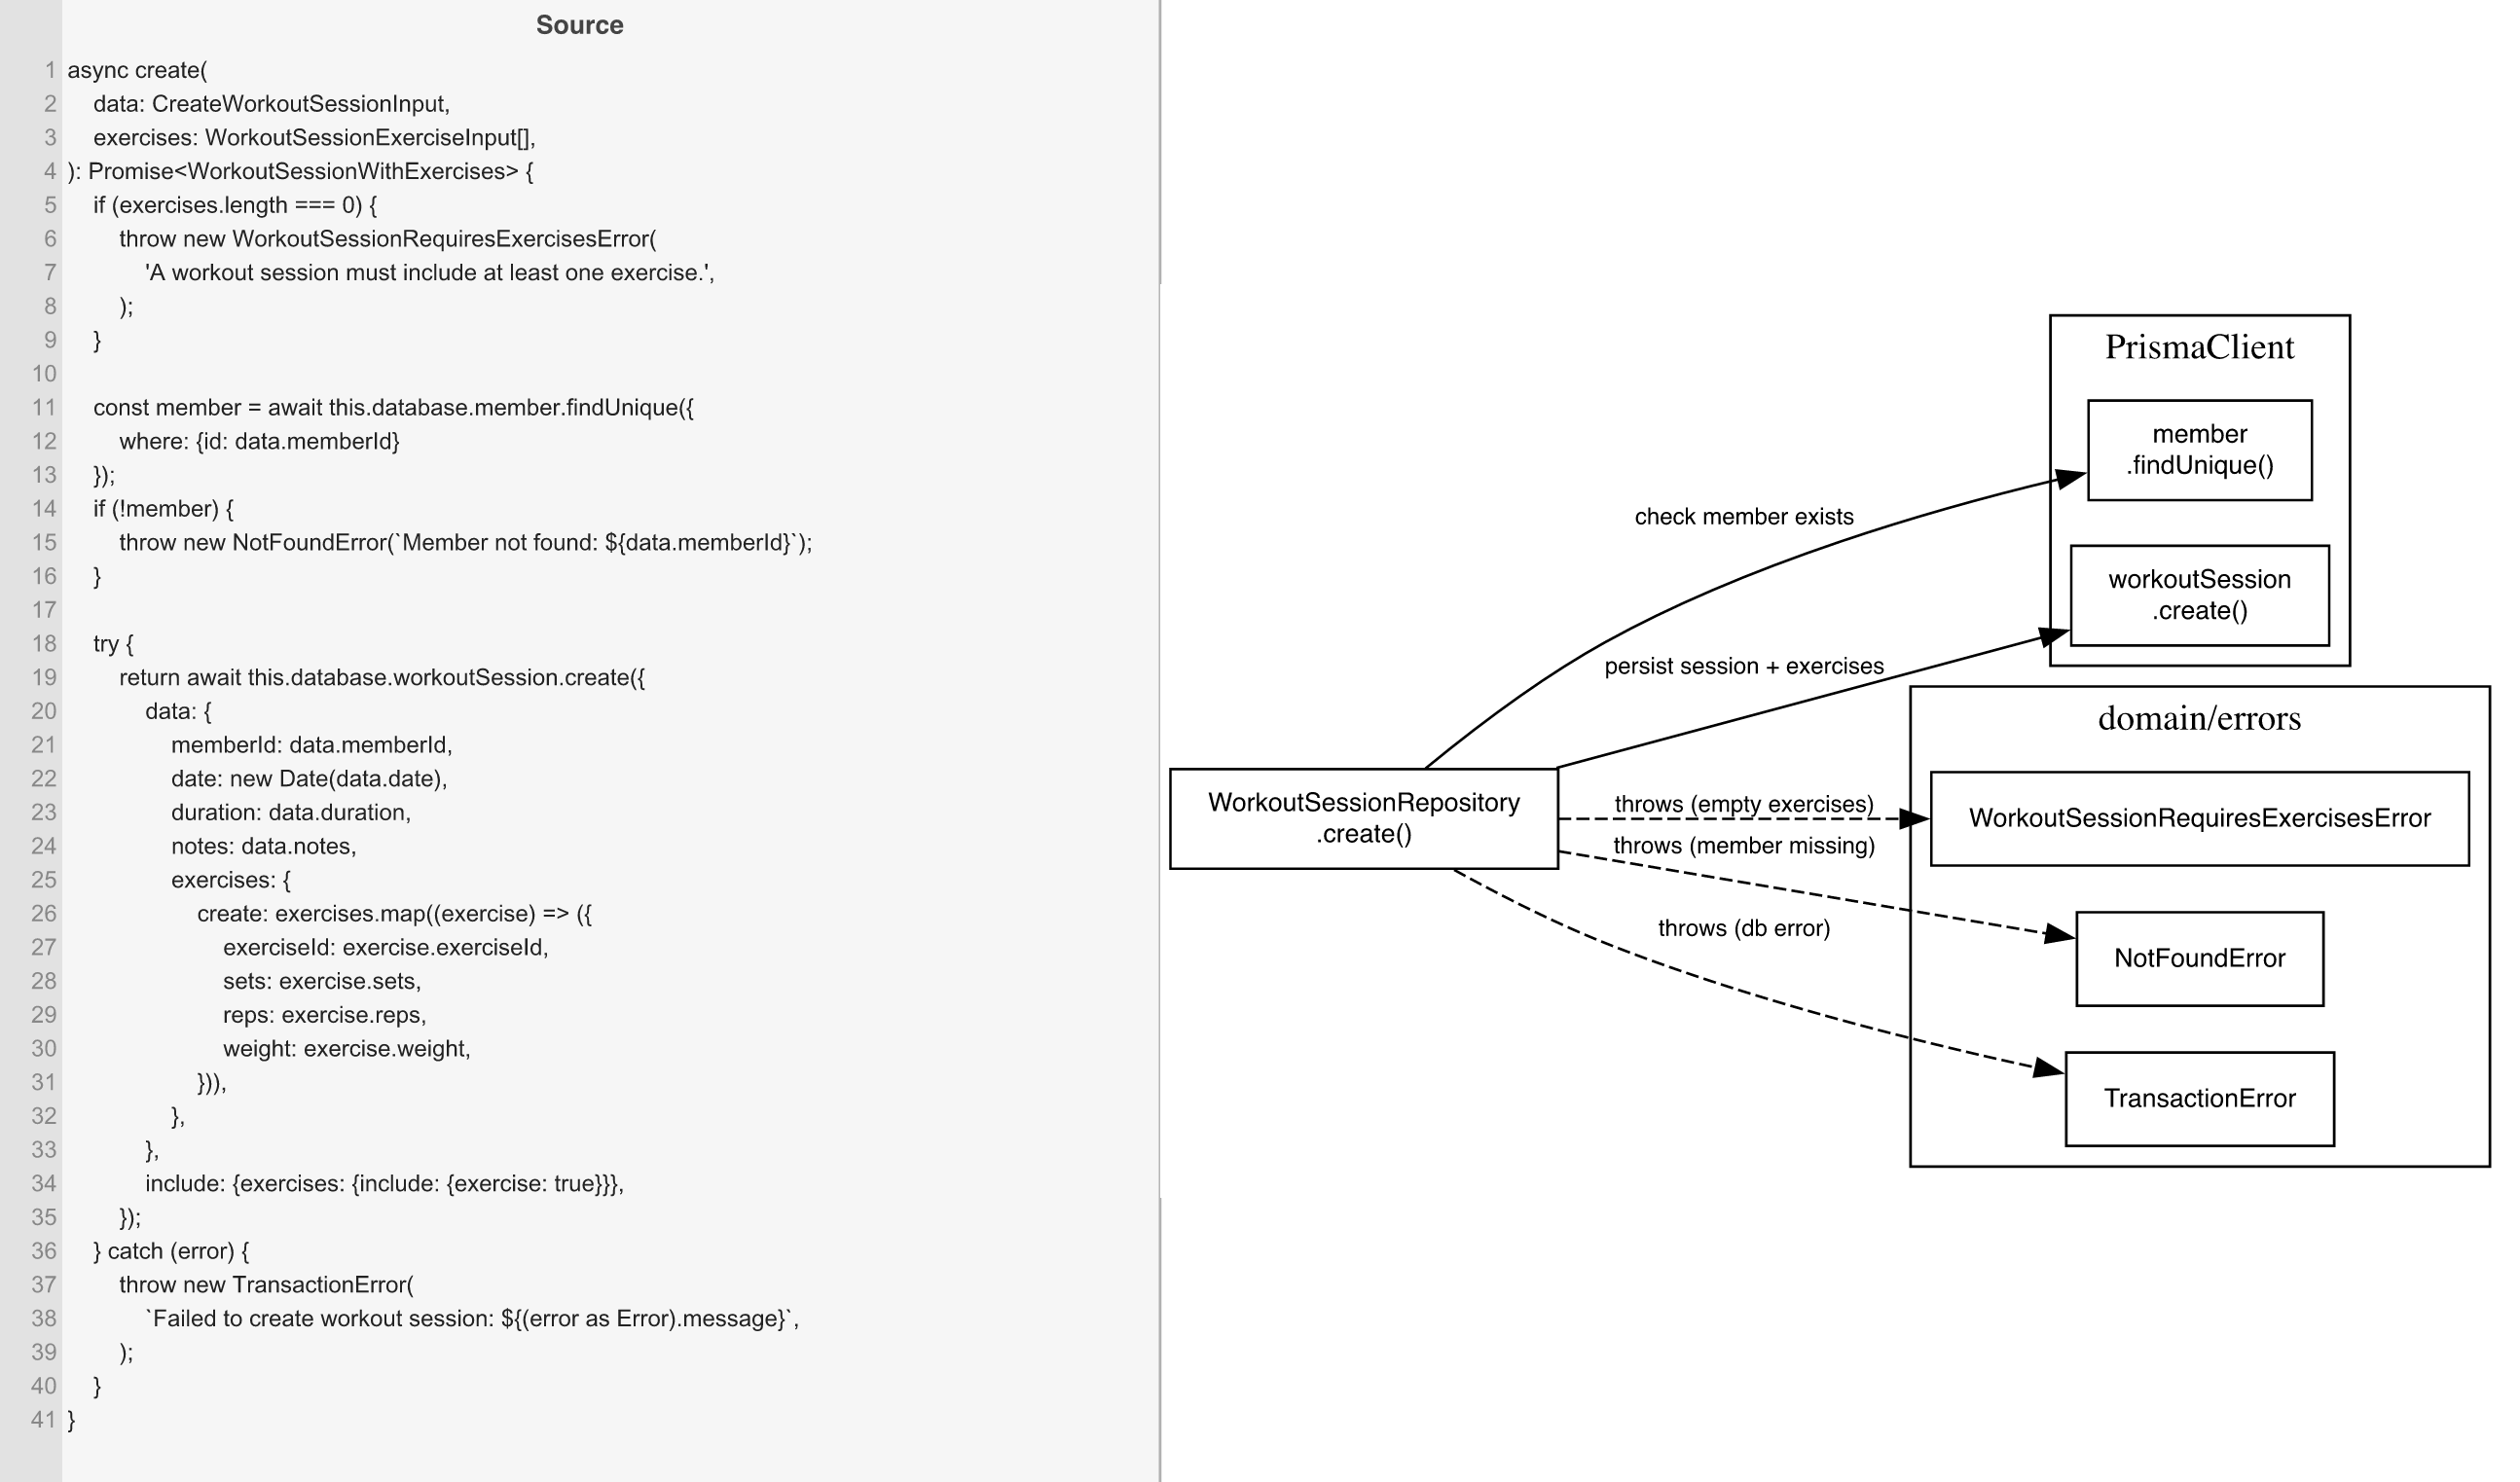 Source
1 async create(
2 data: CreateWorkoutSessionInput,
3 exercises: WorkoutSessionExerciseInput[],
4 ): Promise<WorkoutSessionWithExercises> {
5 if (exercises.length === 0) {
6 throw new WorkoutSessionRequiresExercisesError(
7 'A workout session must include at least one exercise.',
8 );
9 }
10
11 const member = await this.database.member.findUnique({
12 where: {id: data.memberId}
13 });
14 if (!member) {
15 throw new NotFoundError(`Member not found: ${data.memberId}`);
16 }
17
18 try {
19 return await this.database.workoutSession.create({
20 data: {
21 memberId: data.memberId,
22 date: new Date(data.date),
23 duration: data.duration,
24 notes: data.notes,
25 exercises: {
26 create: exercises.map((exercise) => ({
27 exerciseId: exercise.exerciseId,
28 sets: exercise.sets,
29 reps: exercise.reps,
30 weight: exercise.weight,
31 })),
32 },
33 },
34 include: {exercises: {include: {exercise: true}}},
35 });
36 } catch (error) {
37 throw new TransactionError(
38 `Failed to create workout session: ${(error as Error).message}`,
39 );
40 }
41 }
PrismaClient
member
.findUnique()
check member exists
workoutSession
.create()
persist session + exercises
domain/errors
WorkoutSessionRepository
.create()
throws (empty exercises)
WorkoutSessionRequiresExercisesError
throws (member missing)
NotFoundError
throws (db error)
TransactionError